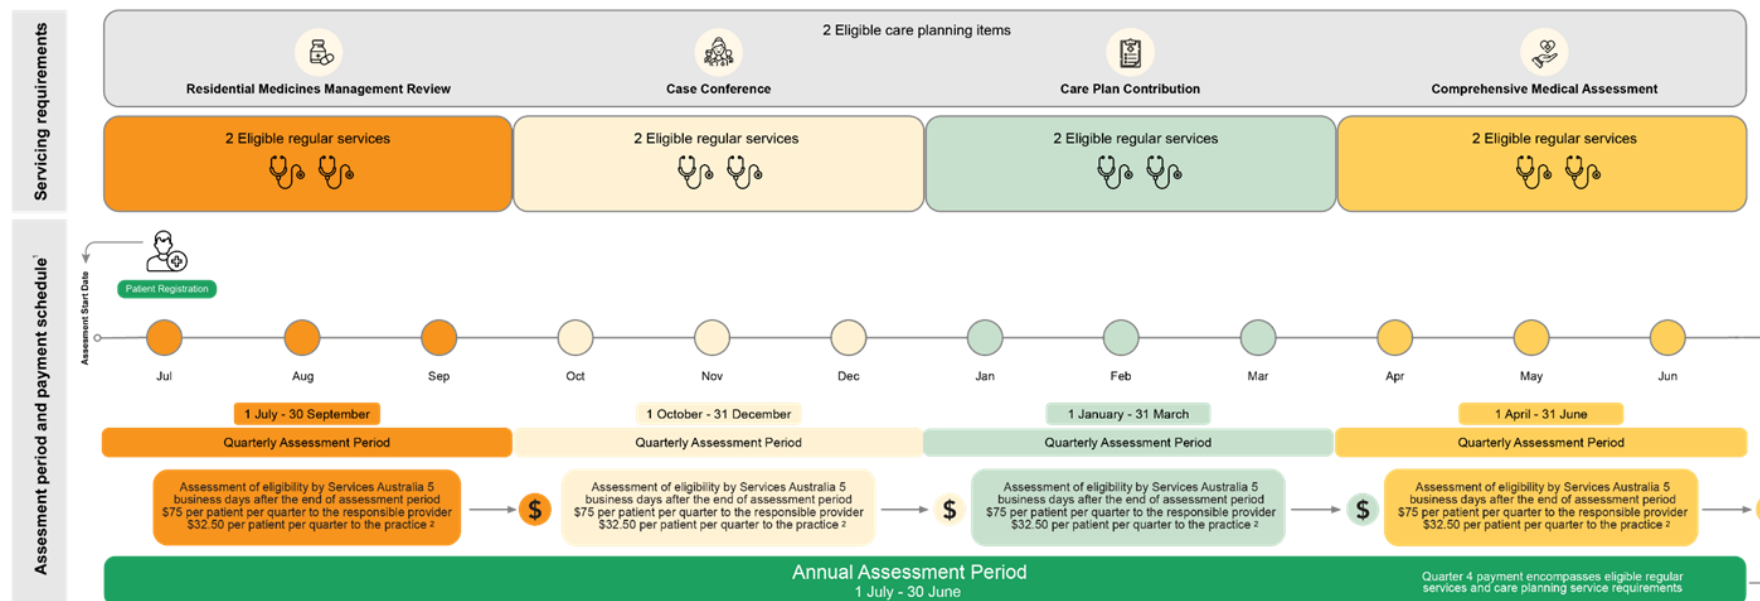 Servicing requirements
2 Eligible care planning items
Residential Medicines Management Review
Case Conference
Care Plan Contribution
Comprehensive Medical Assessment
2 Eligible regular services
2 Eligible regular services
2 Eligible regular services
2 Eligible regular services
Assessment period and payment schedule¹
Assesment Start Date
Patient Registration
Jul
Aug
Sep
Oct
Nov
Dec
Jan
Feb
Mar
Apr
May
Jun
1 July - 30 September
1 October - 31 December
1 January - 31 March
1 April - 31 June
Quarterly Assessment Period
Quarterly Assessment Period
Quarterly Assessment Period
Quarterly Assessment Period
Assessment of eligibility by Services Australia 5
business days after the end of assessment period
$75 per patient per quarter to the responsible provider
$32.50 per patient per quarter to the practice ²
$
Assessment of eligibility by Services Australia 5
business days after the end of assessment period
$75 per patient per quarter to the responsible provider
$32.50 per patient per quarter to the practice ²
$
Assessment of eligibility by Services Australia 5
business days after the end of assessment period
$75 per patient per quarter to the responsible provider
$32.50 per patient per quarter to the practice ²
$
Assessment of eligibility by Services Australia 5
business days after the end of assessment period
$75 per patient per quarter to the responsible provider
$32.50 per patient per quarter to the practice ²
Annual Assessment Period
1 July - 30 June
Quarter 4 payment encompasses eligible regular
services and care planning service requirements